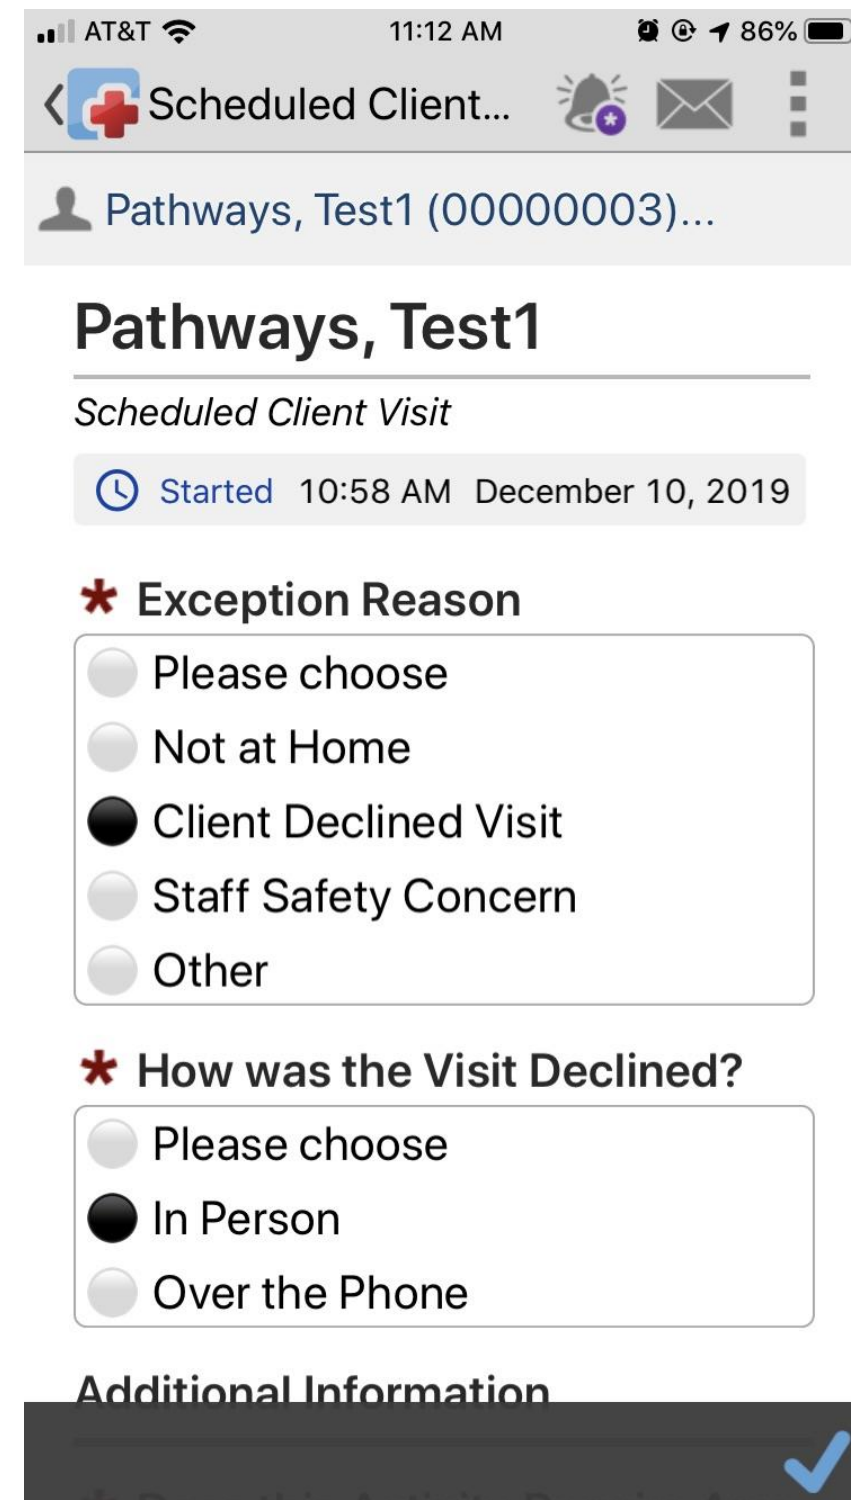 AT&T 11:12 AM 86%
Scheduled Client...
Pathways, Test1 (00000003)...
Pathways, Test1
Scheduled Client Visit
Started 10:58 AM December 10, 2019
* Exception Reason
Please choose
Not at Home
Client Declined Visit
Staff Safety Concern
Other
* How was the Visit Declined?
Please choose
In Person
Over the Phone
Additional Information